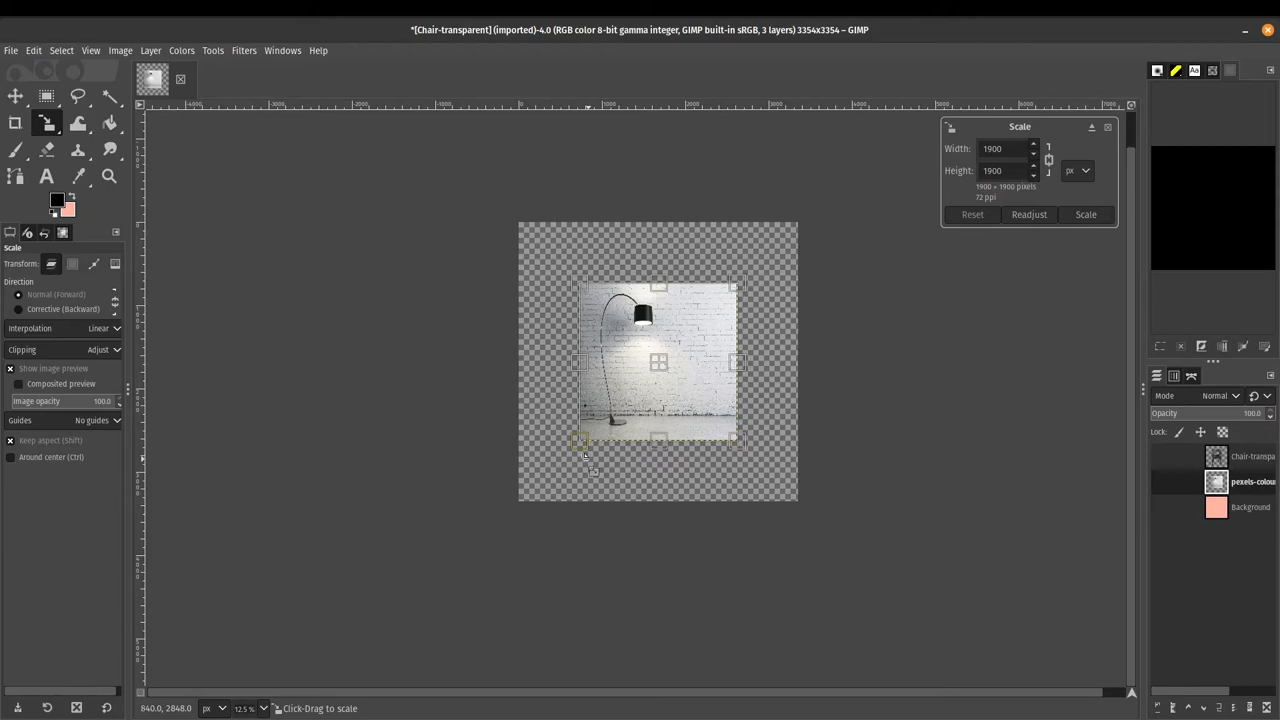 *[Chair-transparent] (imported)-4.0 (RGB color 8-bit gamma integer, GIMP built-in sRGB, 3 layers) 3354x3354 – GIMP
File Edit Select View Image Layer Colors Tools Filters Windows Help
Scale
Width: 1900
Height: 1900 px
1900 × 1900 pixels
72 ppi
Reset Readjust Scale
Scale
Transform:
Direction
Normal (Forward)
Corrective (Backward)
Interpolation Linear
Clipping Adjust
Show image preview
Composited preview
Image opacity 100.0
Guides No guides
Keep aspect (Shift)
Around center (Ctrl)
Mode Normal
Opacity 100.0
Lock:
Chair-transpa
pexels-colou
Background
840.0, 2848.0 px 12.5 % Click-Drag to scale